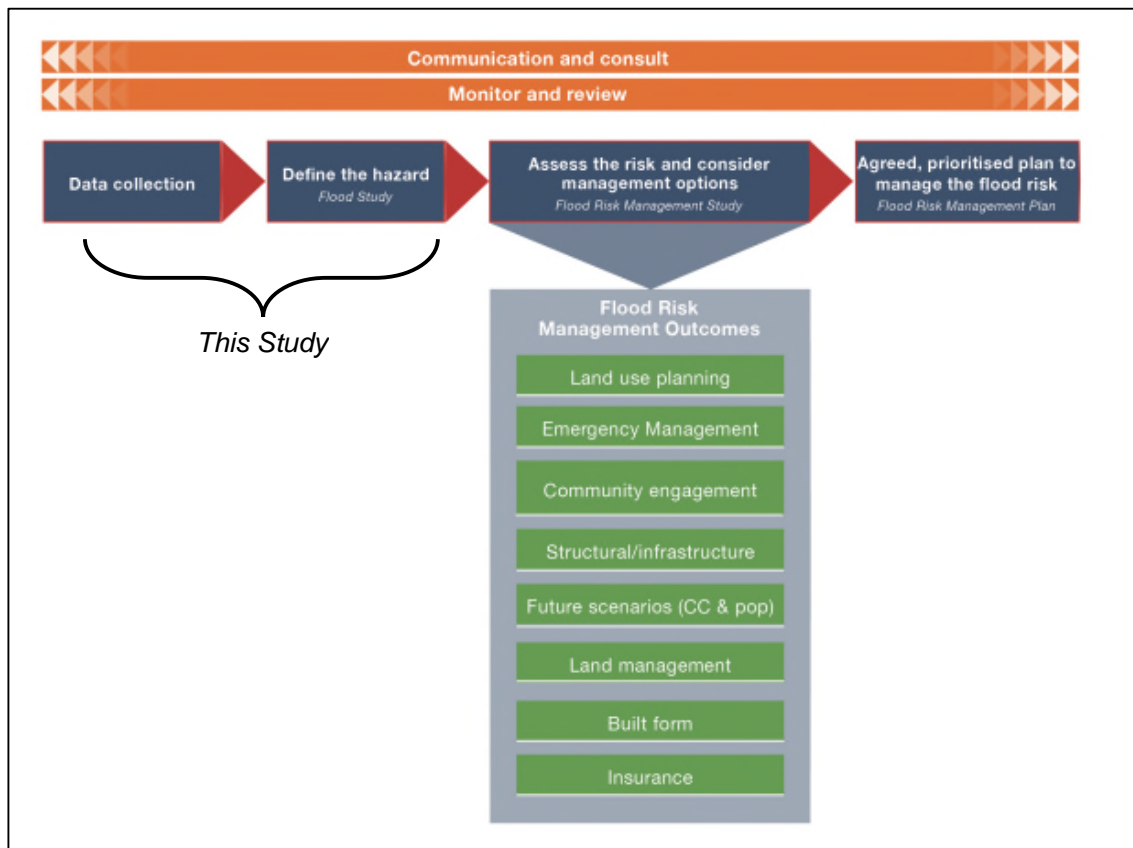 Communication and consult
Monitor and review
Data collection
Define the hazard
Flood Study
Assess the risk and consider
management options
Flood Risk Management Study
Agreed, prioritised plan to
manage the flood risk
Flood Risk Management Plan
This Study
Flood Risk
Management Outcomes
Land use planning
Emergency Management
Community engagement
Structural/infrastructure
Future scenarios (CC & pop)
Land management
Built form
Insurance